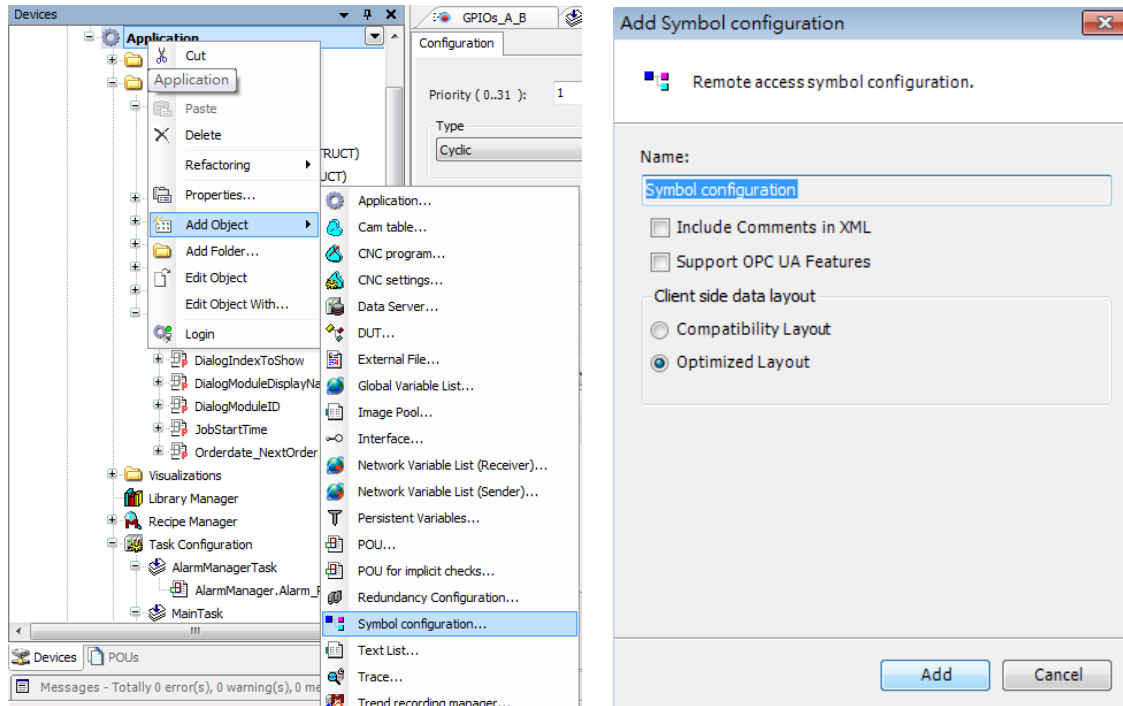 Devices
Application
Cut
Application
Paste
Delete
Refactoring
Properties...
Add Object
Add Folder...
Edit Object
Edit Object With...
Login
DialogIndexToShow
DialogModuleDisplayNa
DialogModuleID
JobStartTime
Orderdate_NextOrder
Visualizations
Library Manager
Recipe Manager
Task Configuration
AlarmManagerTask
AlarmManager.Alarm_P
MainTask
Devices
POUs
Messages - Totally 0 error(s), 0 warning(s), 0 me
RUCT)
UCT)
Application...
Cam table...
CNC program...
CNC settings...
Data Server...
DUT...
External File...
Global Variable List...
Image Pool...
Interface...
Network Variable List (Receiver)...
Network Variable List (Sender)...
Persistent Variables...
POU...
POU for implicit checks...
Redundancy Configuration...
Symbol configuration...
Text List...
Trace...
Trend recording manager...
GPIOs_A_B
Configuration
Priority ( 0..31 ): 1
Type
Cyclic
Add Symbol configuration
Remote access symbol configuration.
Name:
Symbol configuration
Include Comments in XML
Support OPC UA Features
Client side data layout
Compatibility Layout
Optimized Layout
Add
Cancel